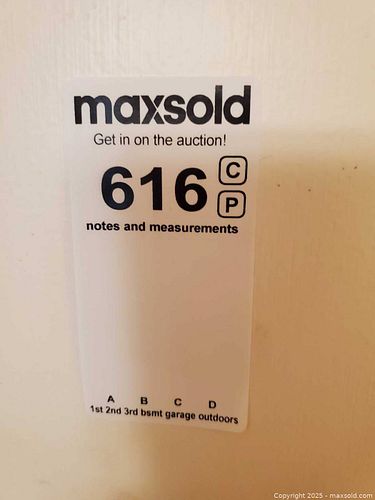 maxsold
Get in on the auction!
616 C
P
notes and measurements
A B C D
1st 2nd 3rd bsmt garage outdoors
Copyright 2025 - maxsold.com